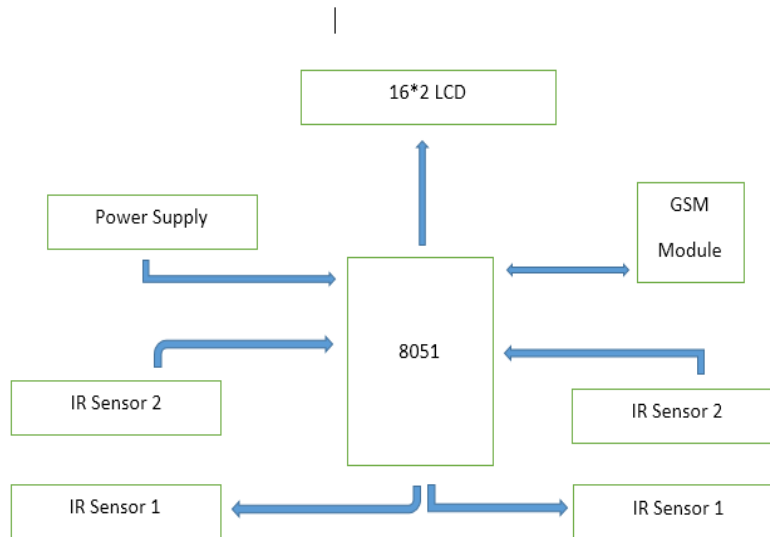 16*2 LCD
Power Supply
GSM
Module
8051
IR Sensor 2
IR Sensor 2
IR Sensor 1
IR Sensor 1